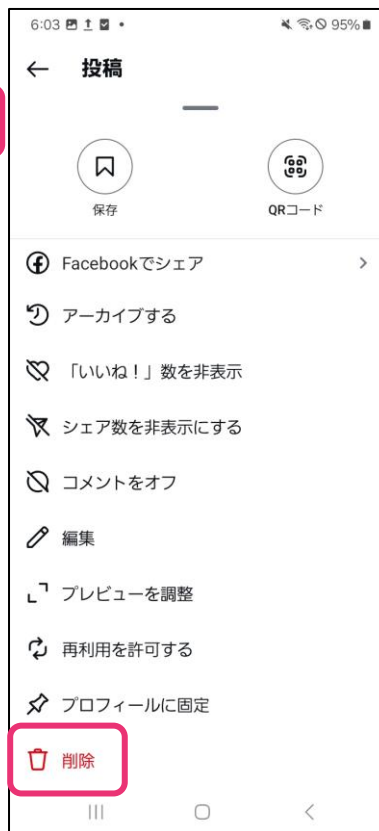 6:03 95%
投稿
保存 QRコード
Facebookでシェア
アーカイブする
「いいね！」数を非表示
シェア数を非表示にする
コメントをオフ
編集
プレビューを調整
再利用を許可する
プロフィールに固定
削除